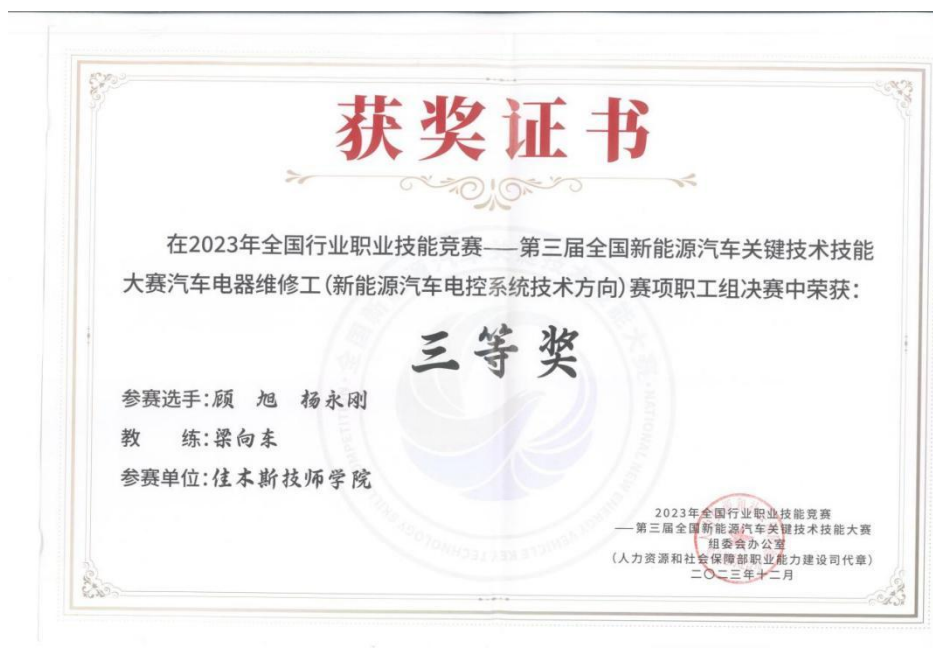 获奖证书
在2023年全国行业职业技能竞赛——第三届全国新能源汽车关键技术技能
大赛汽车电器维修工(新能源汽车电控系统技术方向)赛项职工组决赛中荣获：
三等奖
参赛选手:顾 旭 杨永刚
教 练:梁向东
参赛单位:佳木斯技师学院
2023年全国行业职业技能竞赛
——第三届全国新能源汽车关键技术技能大赛
组委会办公室
(人力资源和社会保障部职业能力建设司代章)
二〇二三年十二月